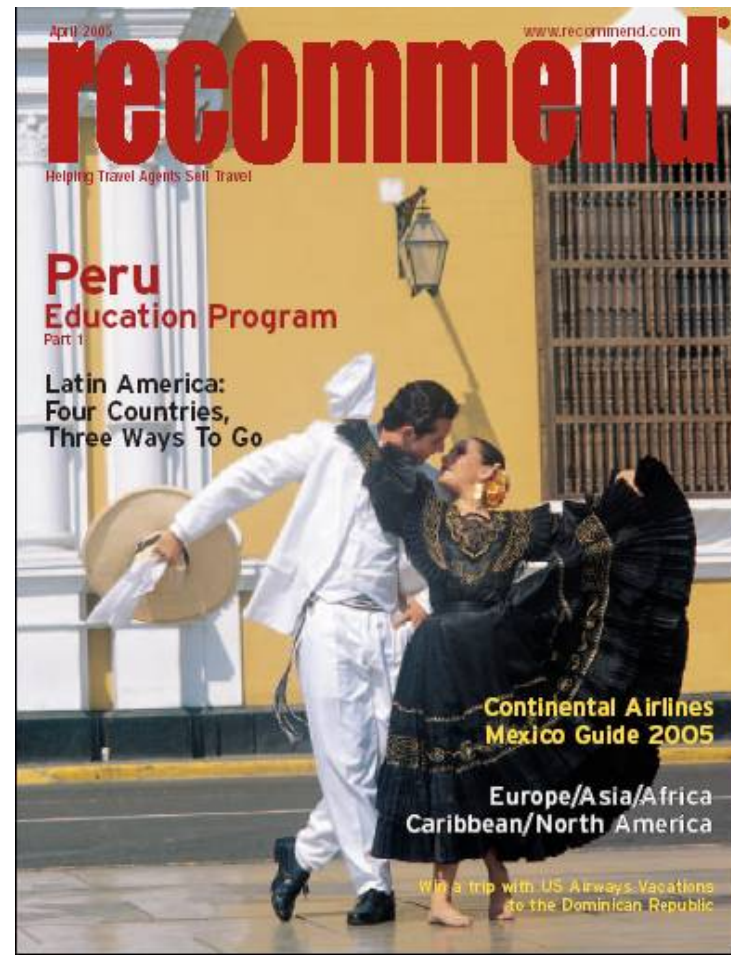 April 2005
www.recommend.com
recommend®
Helping Travel Agents Sell Travel
Peru
Education Program
Part 1
Latin America:
Four Countries,
Three Ways To Go
Continental Airlines
Mexico Guide 2005
Europe/Asia/Africa
Caribbean/North America
Win a trip with US Airways Vacations
to the Dominican Republic